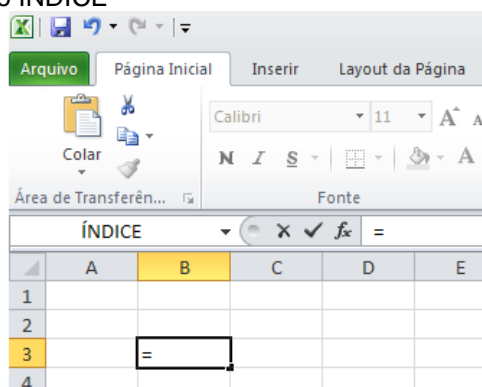 o ÍNDICE
Arquivo Página Inicial Inserir Layout da Página
Calibri 11 A A
Colar N I S A
Área de Transferên... Fonte
ÍNDICE fx =
A B C D E
1
2
3 =
4